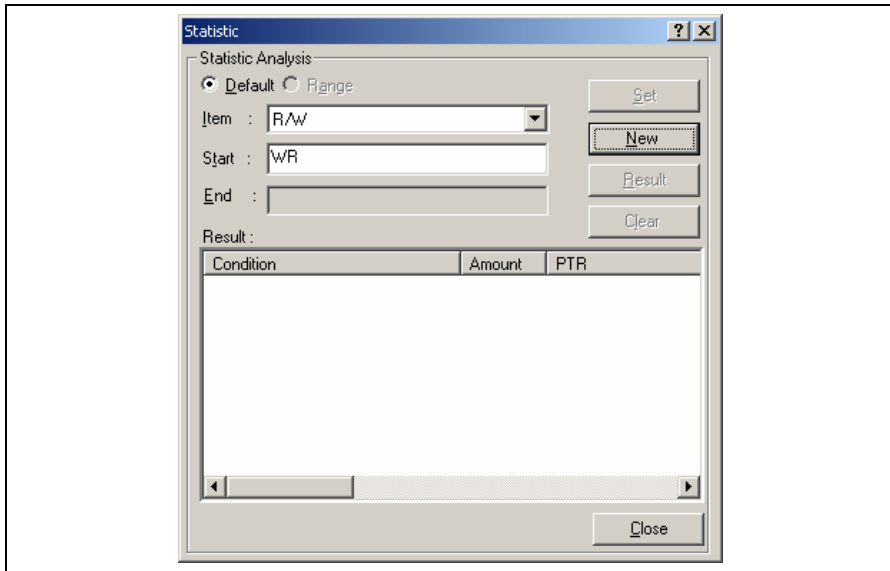 Statistic
Statistic Analysis
Default Range
Item : R/W
Start : WR
End :
Set
New
Result
Clear
Result :
Condition Amount PTR
Close